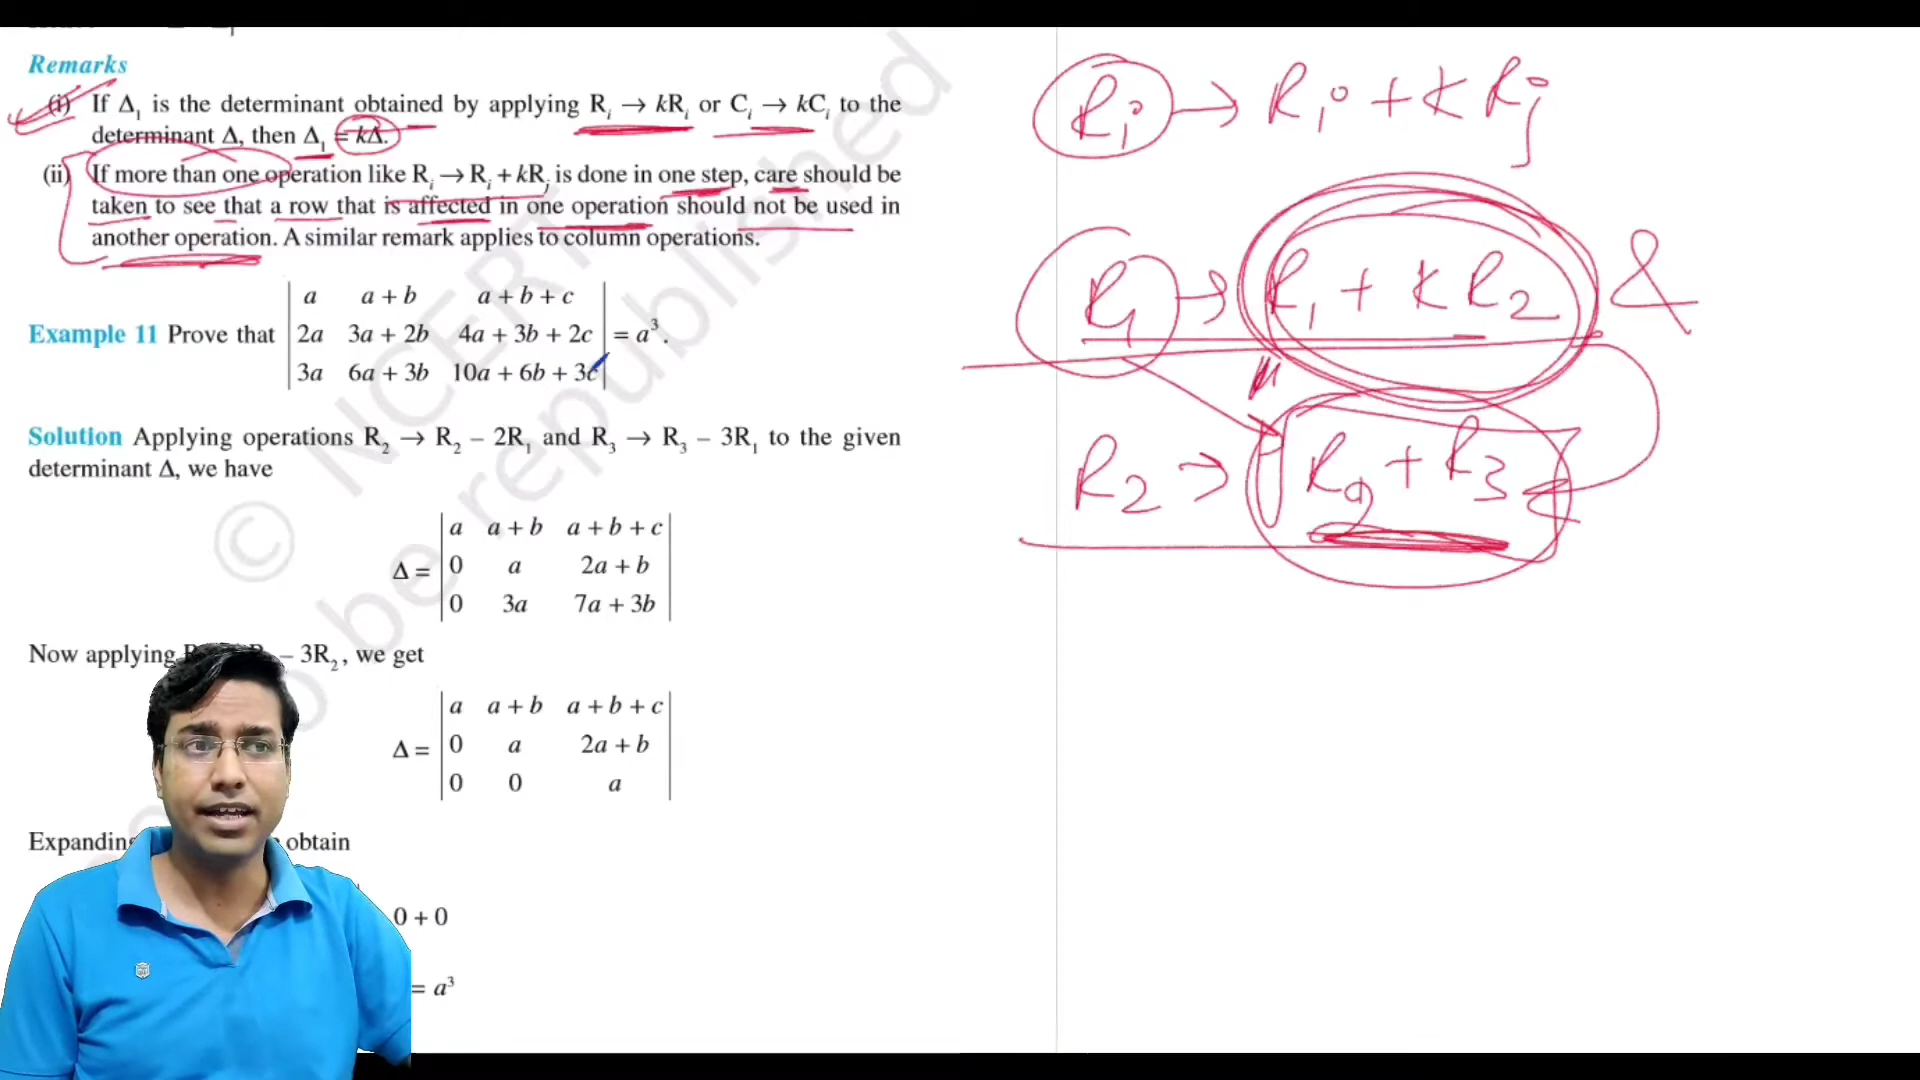 Remarks
(i) If Δ₁ is the determinant obtained by applying Rᵢ → kRᵢ or Cᵢ → kCᵢ to the
determinant Δ, then Δ₁ = kΔ.
(ii) If more than one operation like Rᵢ → Rᵢ + kRⱼ is done in one step, care should be
taken to see that a row that is affected in one operation should not be used in
another operation. A similar remark applies to column operations.
Example 11 Prove that
a a + b a + b + c
2a 3a + 2b 4a + 3b + 2c
3a 6a + 3b 10a + 6b + 3c
= a³.
Solution Applying operations R₂ → R₂ – 2R₁ and R₃ → R₃ – 3R₁ to the given
determinant Δ, we have
Δ =
a a + b a + b + c
0 a 2a + b
0 3a 7a + 3b
Now applying – 3R₂, we get
Δ =
a a + b a + b + c
0 a 2a + b
0 0 a
Expanding obtain
0 + 0
= a³
© NCERT
be republished
Rᵢ → Rᵢ + K Rⱼ
R₁ → R₁ + K R₂ &
R₂ → R₂ + R₃